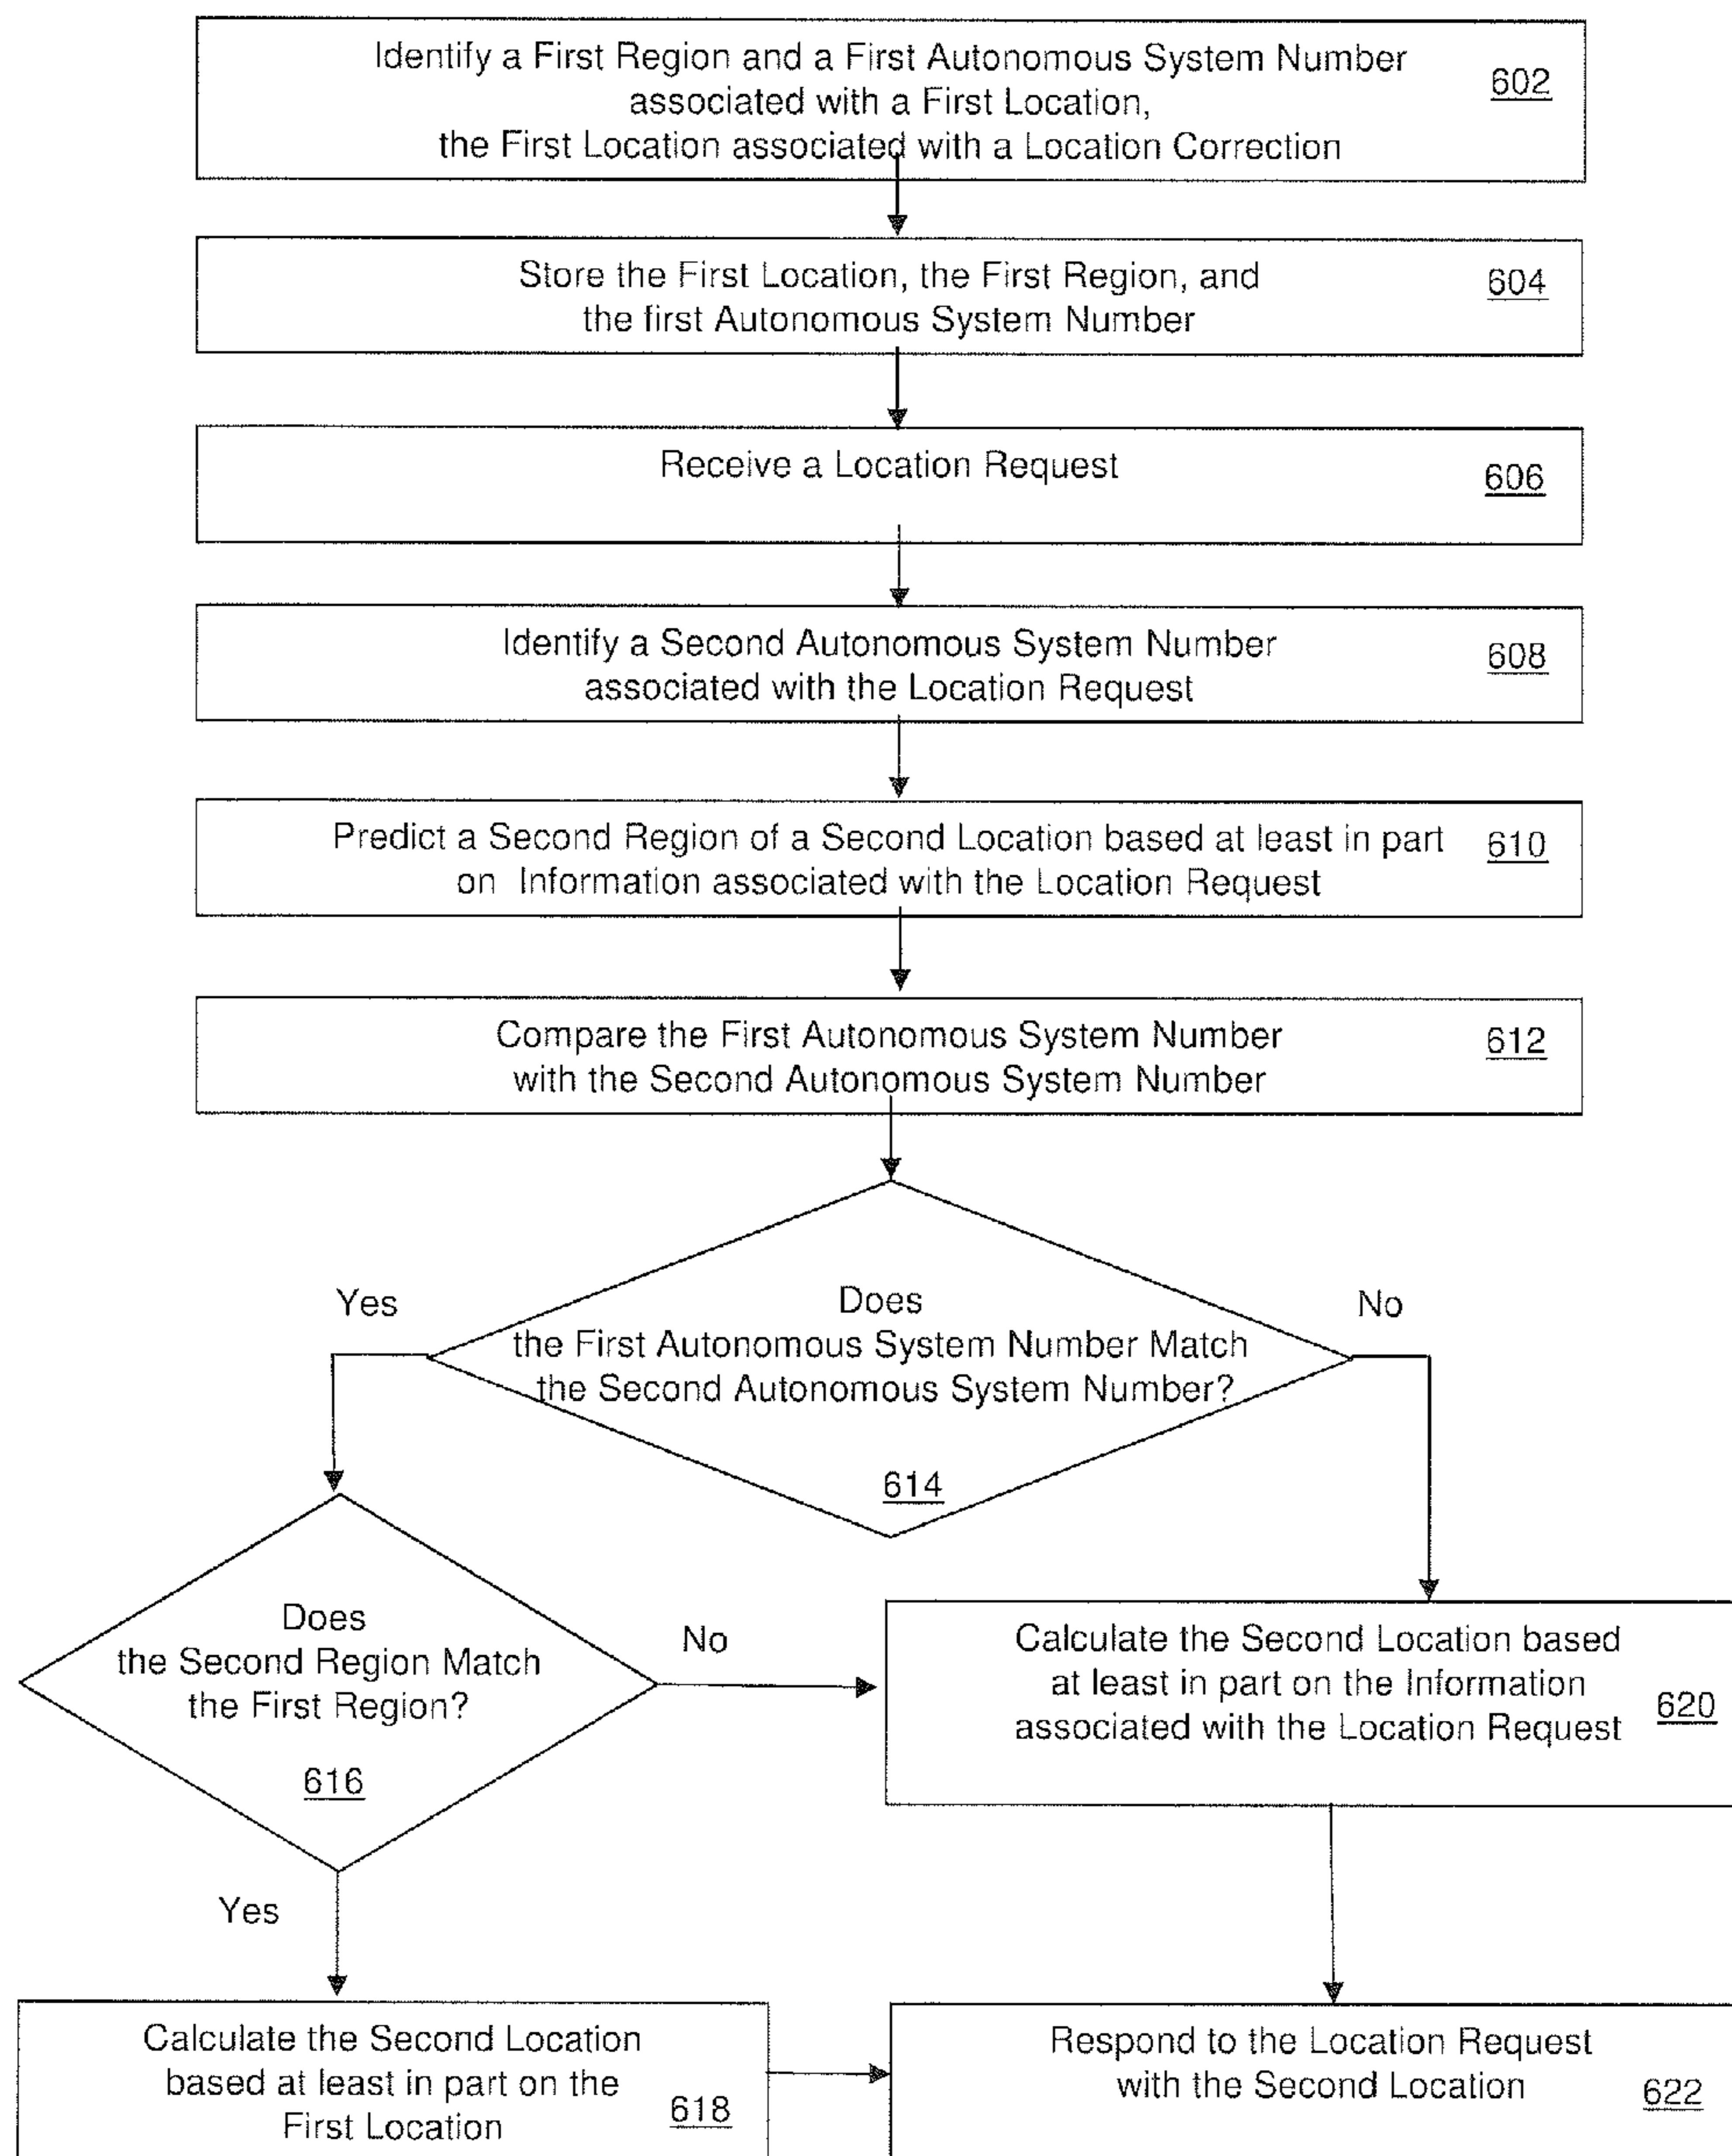 Identify a First Region and a First Autonomous System Number
associated with a First Location,
the First Location associated with a Location Correction
602
Store the First Location, the First Region, and
the first Autonomous System Number
604
Receive a Location Request
606
Identify a Second Autonomous System Number
associated with the Location Request
608
Predict a Second Region of a Second Location based at least in part
on Information associated with the Location Request
610
Compare the First Autonomous System Number
with the Second Autonomous System Number
612
Yes
Does
the First Autonomous System Number Match
the Second Autonomous System Number?
614
No
Does
the Second Region Match
the First Region?
616
No
Yes
Calculate the Second Location based
at least in part on the Information
associated with the Location Request
620
Calculate the Second Location
based at least in part on the
First Location
618
Respond to the Location Request
with the Second Location
622